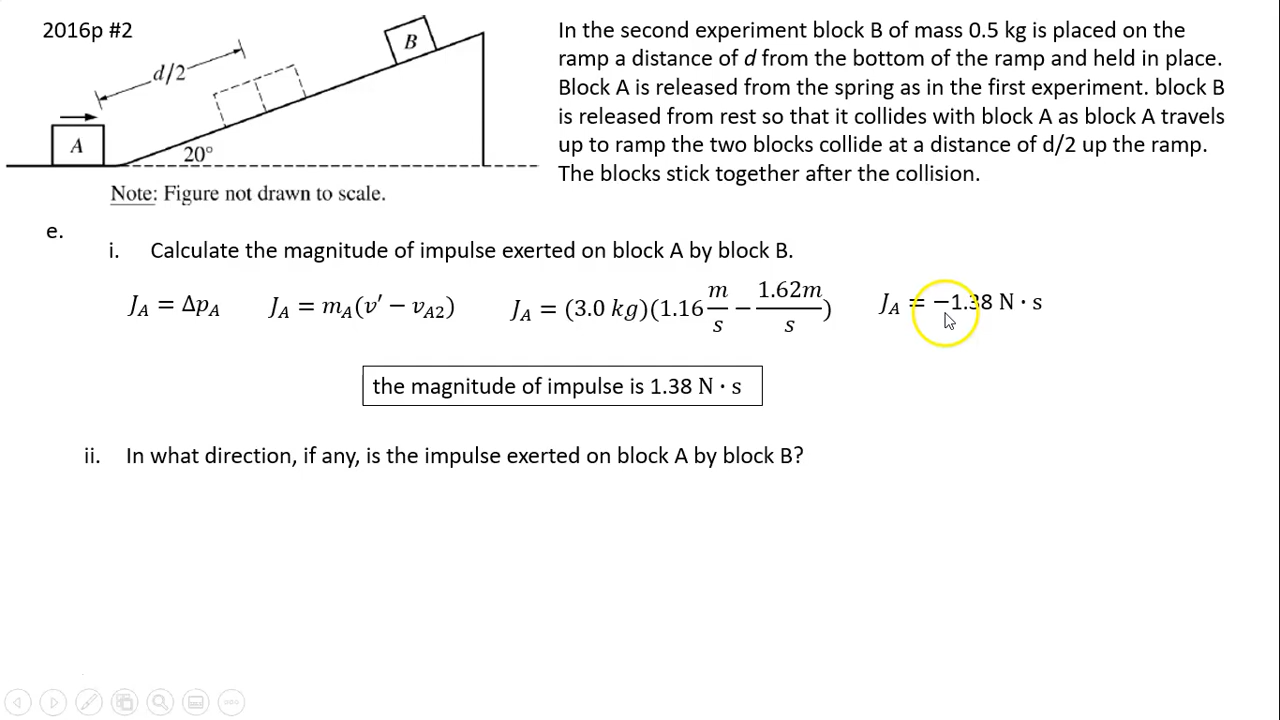 2016p #2
In the second experiment block B of mass 0.5 kg is placed on the
ramp a distance of d from the bottom of the ramp and held in place.
Block A is released from the spring as in the first experiment. block B
is released from rest so that it collides with block A as block A travels
up to ramp the two blocks collide at a distance of d/2 up the ramp.
The blocks stick together after the collision.
B
d/2
A
20°
Note: Figure not drawn to scale.
e.
i. Calculate the magnitude of impulse exerted on block A by block B.
J_A = Δp_A J_A = m_A(v′ − v_A2) J_A = (3.0 kg)(1.16 m/s − 1.62m/s) J_A = −1.38 N · s
the magnitude of impulse is 1.38 N · s
ii. In what direction, if any, is the impulse exerted on block A by block B?